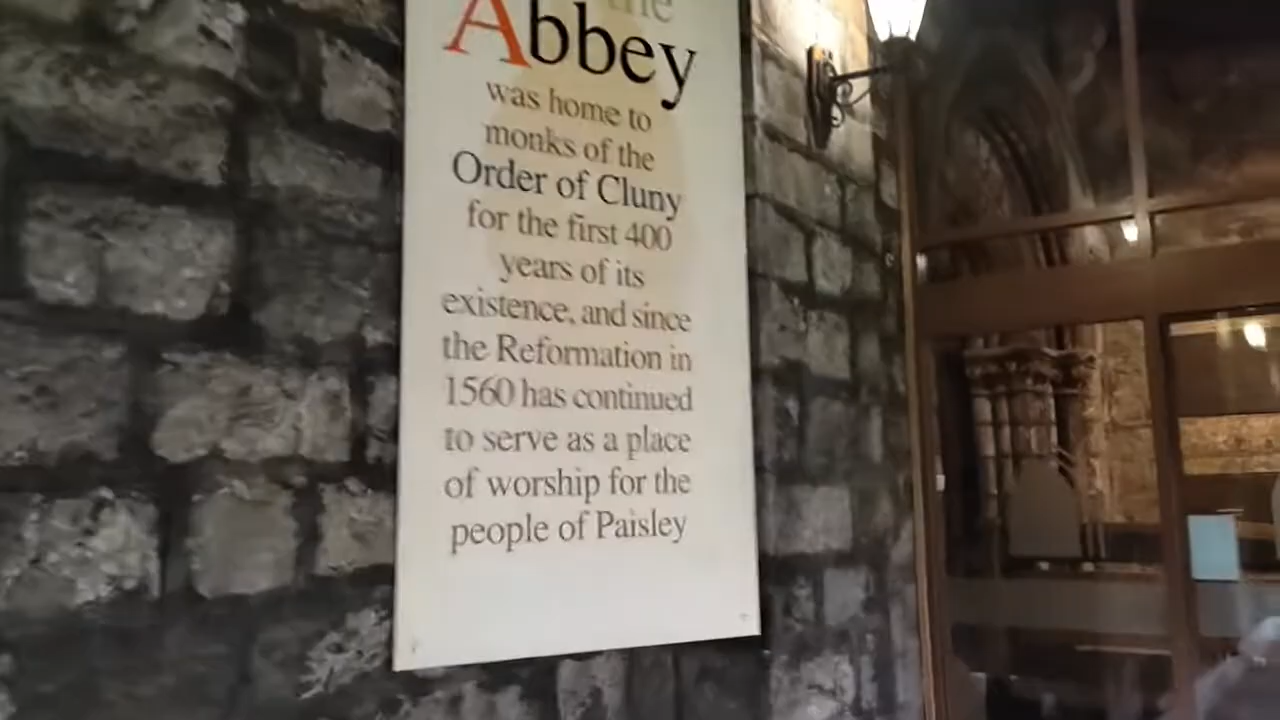 the
Abbey
was home to
monks of the
Order of Cluny
for the first 400
years of its
existence, and since
the Reformation in
1560 has continued
to serve as a place
of worship for the
people of Paisley